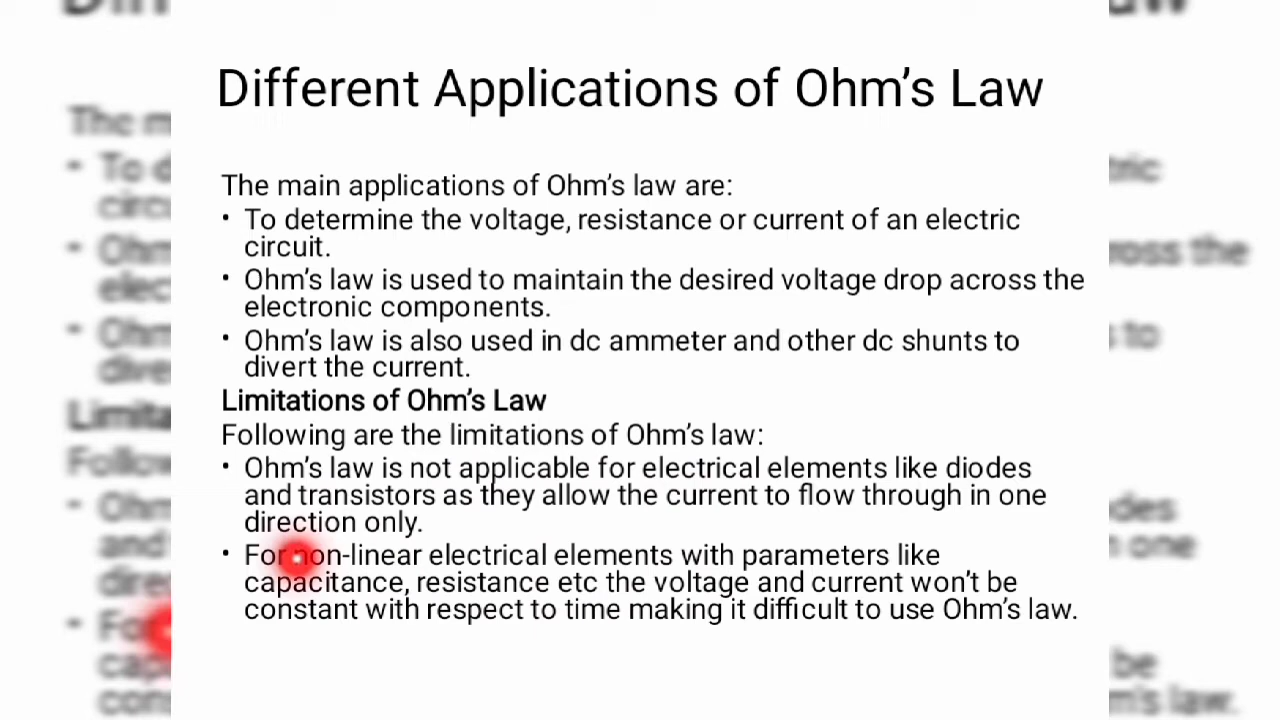 Different Applications of Ohm's Law
The main applications of Ohm's law are:
• To determine the voltage, resistance or current of an electric
circuit.
• Ohm's law is used to maintain the desired voltage drop across the
electronic components.
• Ohm's law is also used in dc ammeter and other dc shunts to
divert the current.
Limitations of Ohm's Law
Following are the limitations of Ohm's law:
• Ohm's law is not applicable for electrical elements like diodes
and transistors as they allow the current to flow through in one
direction only.
• For non-linear electrical elements with parameters like
capacitance, resistance etc the voltage and current won't be
constant with respect to time making it difficult to use Ohm's law.